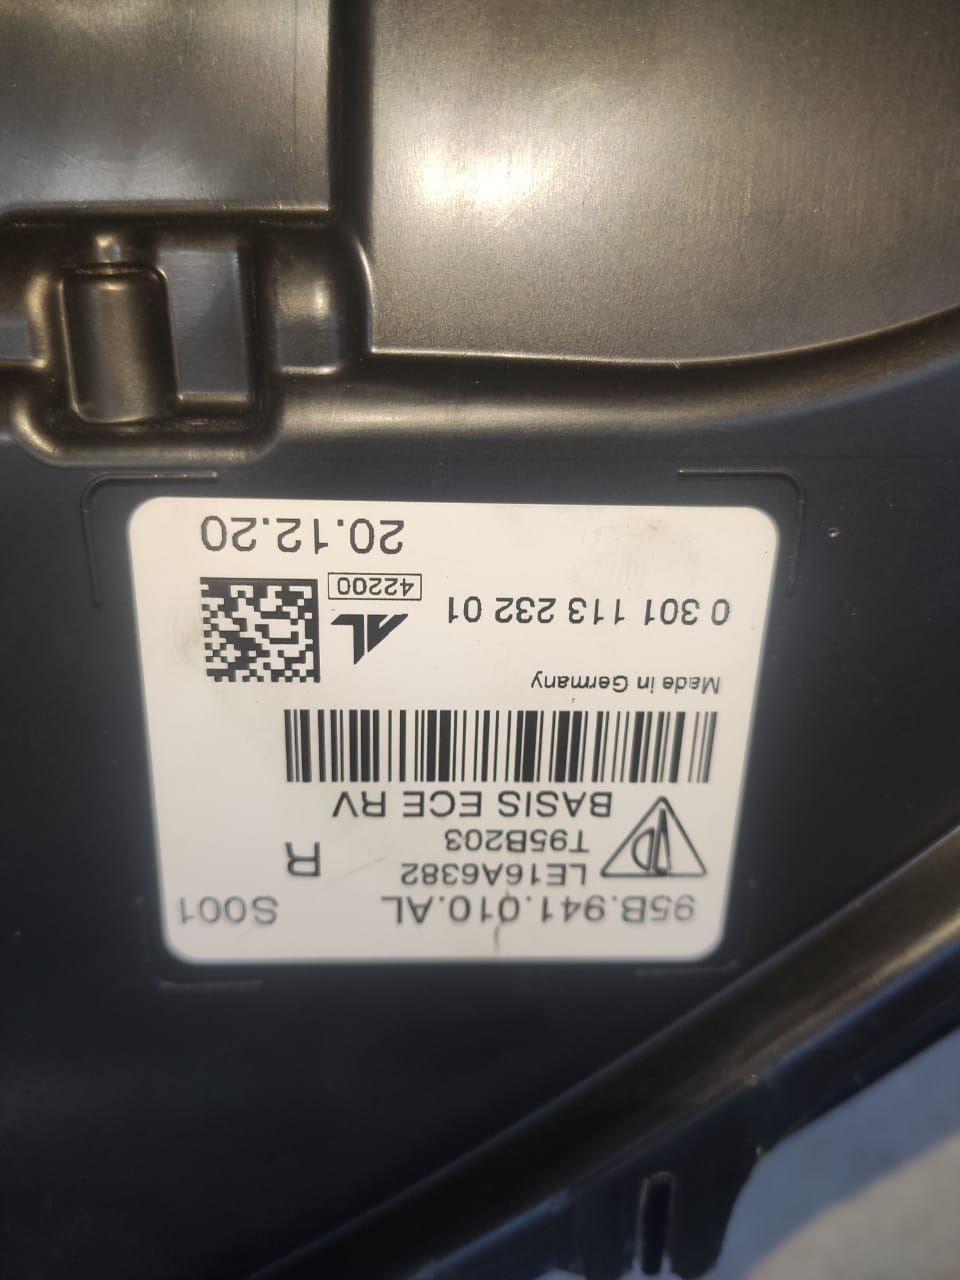 95B.941.010.AL S001
LE16A6382
T95B203 R
BASIS ECE RV
Made in Germany
0 301 113 232 01
AL
42200
20.12.20